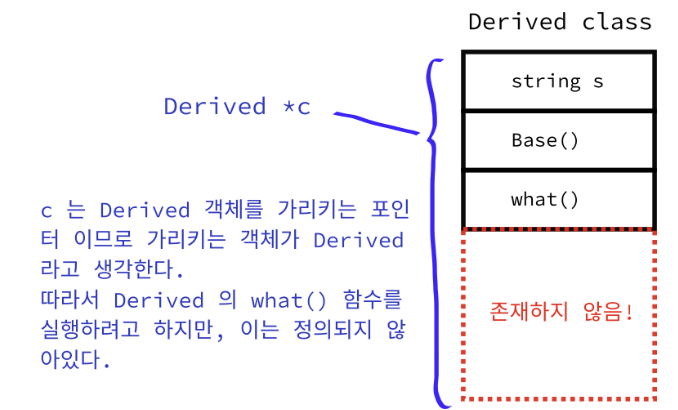 Derived class
string s
Derived *c
Base()
what()
c 는 Derived 객체를 가리키는 포인
터 이므로 가리키는 객체가 Derived
라고 생각한다.
따라서 Derived 의 what() 함수를
실행하려고 하지만, 이는 정의되지 않
아있다.
존재하지 않음!